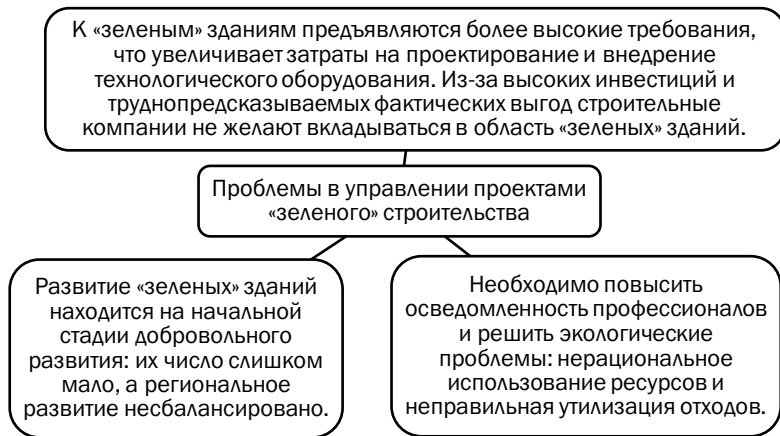 К «зеленым» зданиям предъявляются более высокие требования,
что увеличивает затраты на проектирование и внедрение
технологического оборудования. Из-за высоких инвестиций и
труднопредсказываемых фактических выгод строительные
компании не желают вкладываться в область «зеленых» зданий.
Проблемы в управлении проектами
«зеленого» строительства
Развитие «зеленых» зданий
находится на начальной
стадии добровольного
развития: их число слишком
мало, а региональное
развитие несбалансировано.
Необходимо повысить
осведомленность профессионалов
и решить экологические
проблемы: нерациональное
использование ресурсов и
неправильная утилизация отходов.